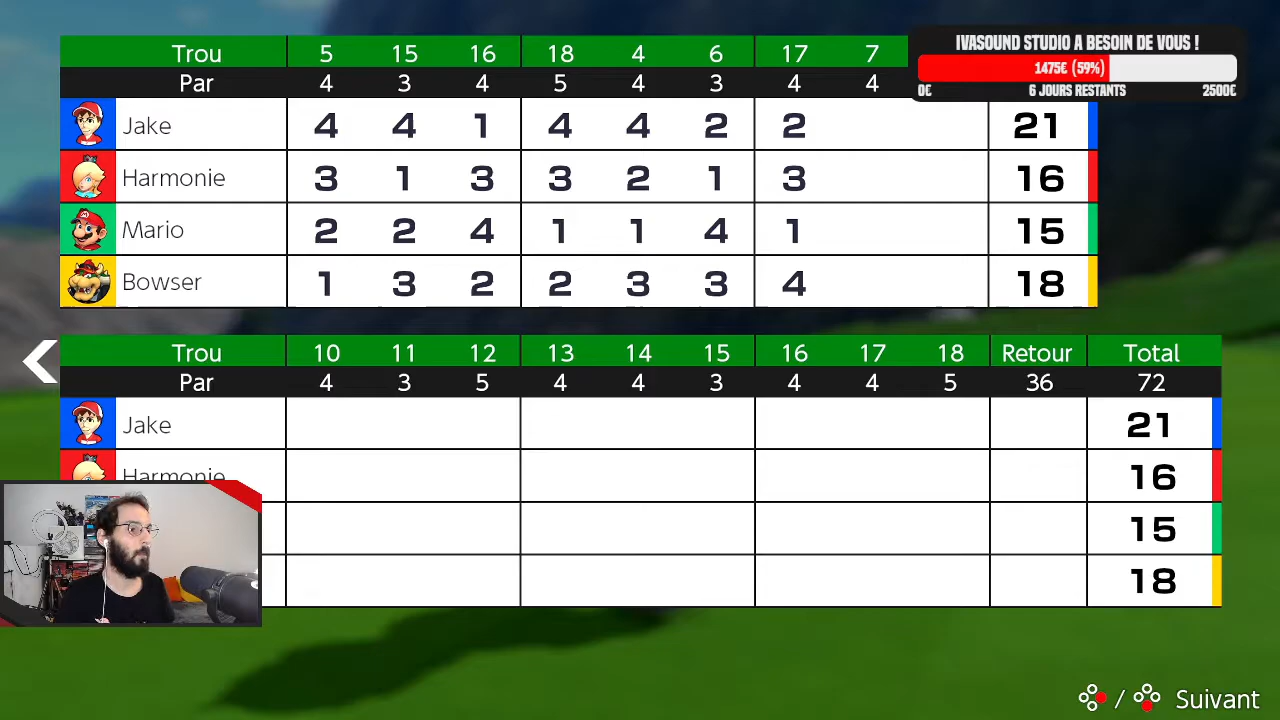 IVASOUND STUDIO A BESOIN DE VOUS !
1475€ (59%)
0€ 6 JOURS RESTANTS 2500€
Trou 5 15 16 18 4 6 17 7
Par 4 3 4 5 4 3 4 4
Jake 4 4 1 4 4 2 2 21
Harmonie 3 1 3 3 2 1 3 16
Mario 2 2 4 1 1 4 1 15
Bowser 1 3 2 2 3 3 4 18
Trou 10 11 12 13 14 15 16 17 18 Retour Total
Par 4 3 5 4 4 3 4 4 5 36 72
Jake 21
Harmonie 16
15
18
/ Suivant